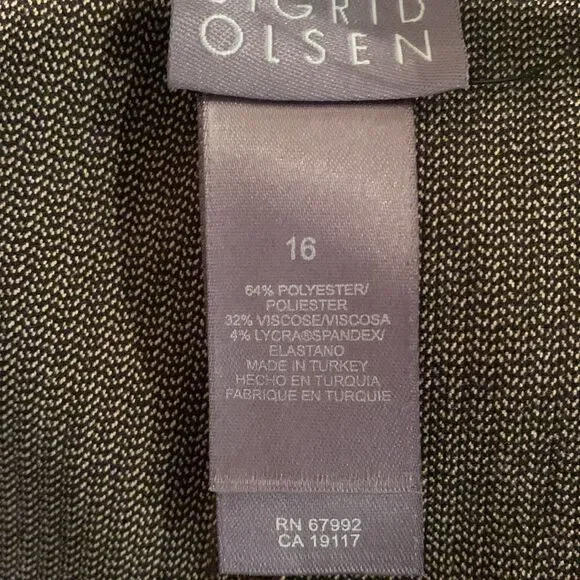 SIGRID
OLSEN
16
64% POLYESTER/
POLIESTER
32% VISCOSE/VISCOSA
4% LYCRA®SPANDEX/
ELASTANO
MADE IN TURKEY
HECHO EN TURQUIA
FABRIQUE EN TURQUIE
RN 67992
CA 19117